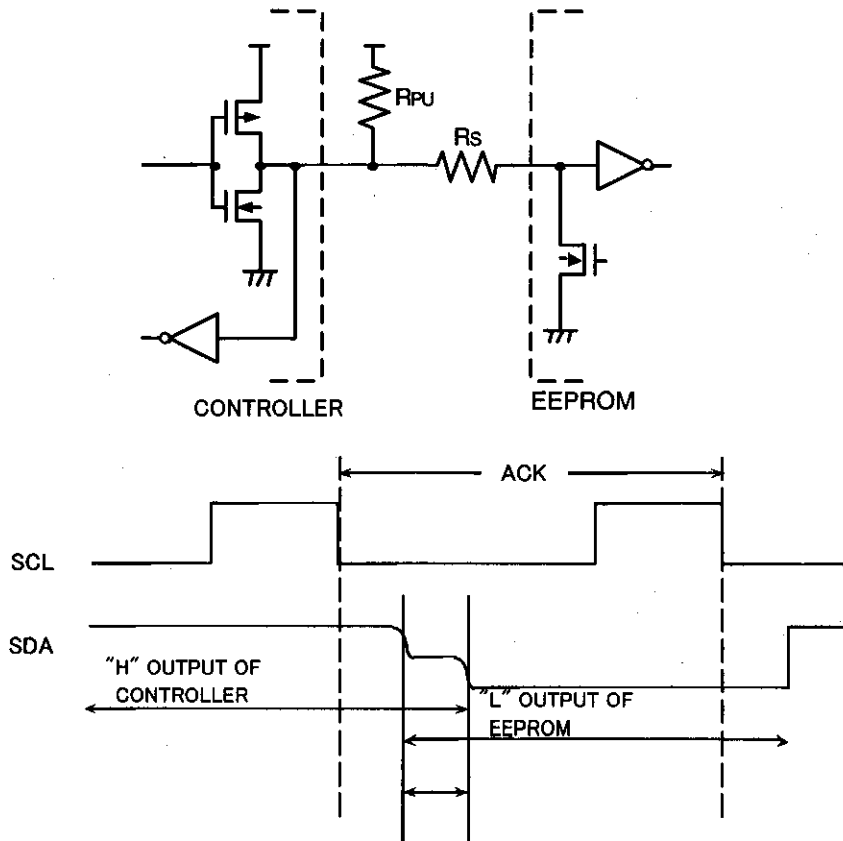 RPU
RS
CONTROLLER
EEPROM
ACK
SCL
SDA
"H" OUTPUT OF
CONTROLLER
"L" OUTPUT OF
EEPROM